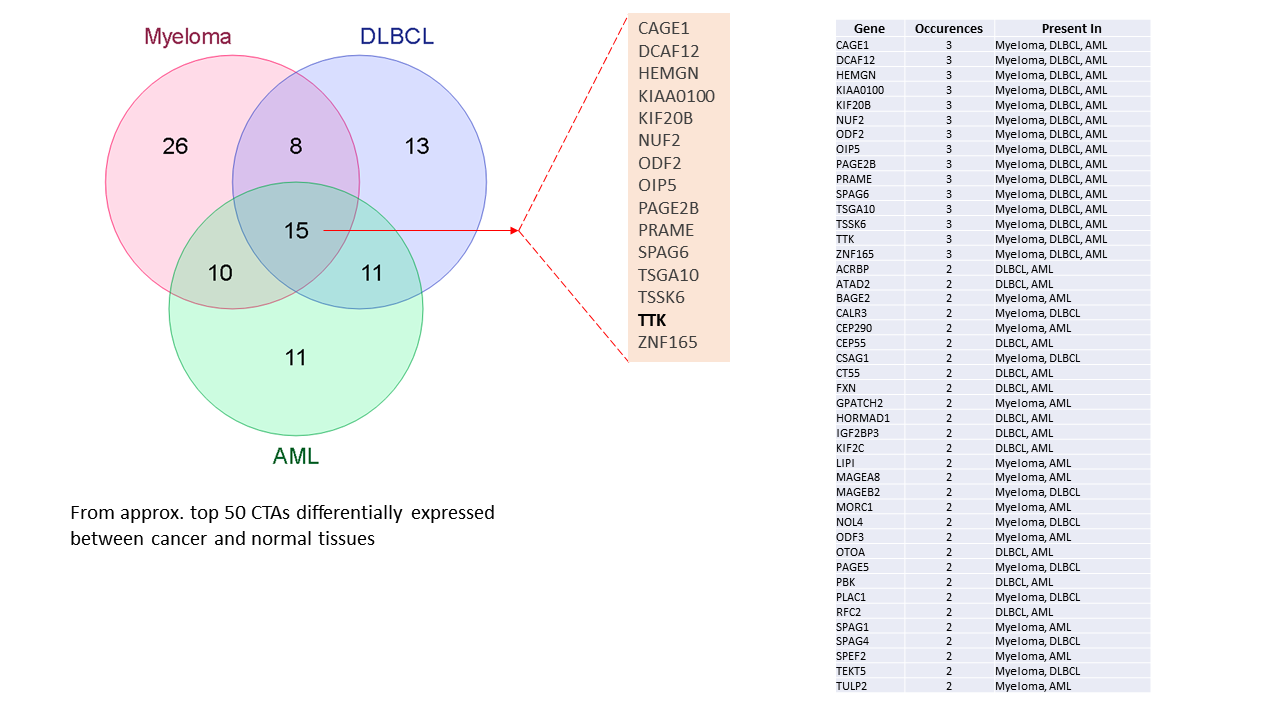 Myeloma
DLBCL
26
8
13
15
10
11
11
AML
From approx. top 50 CTAs differentially expressed
between cancer and normal tissues
CAGE1
DCAF12
HEMGN
KIAA0100
KIF20B
NUF2
ODF2
OIP5
PAGE2B
PRAME
SPAG6
TSGA10
TSSK6
TTK
ZNF165
Gene Occurences Present In
CAGE1 3 Myeloma, DLBCL, AML
DCAF12 3 Myeloma, DLBCL, AML
HEMGN 3 Myeloma, DLBCL, AML
KIAA0100 3 Myeloma, DLBCL, AML
KIF20B 3 Myeloma, DLBCL, AML
NUF2 3 Myeloma, DLBCL, AML
ODF2 3 Myeloma, DLBCL, AML
OIP5 3 Myeloma, DLBCL, AML
PAGE2B 3 Myeloma, DLBCL, AML
PRAME 3 Myeloma, DLBCL, AML
SPAG6 3 Myeloma, DLBCL, AML
TSGA10 3 Myeloma, DLBCL, AML
TSSK6 3 Myeloma, DLBCL, AML
TTK 3 Myeloma, DLBCL, AML
ZNF165 3 Myeloma, DLBCL, AML
ACRBP 2 DLBCL, AML
ATAD2 2 DLBCL, AML
BAGE2 2 Myeloma, AML
CALR3 2 Myeloma, DLBCL
CEP290 2 Myeloma, AML
CEP55 2 DLBCL, AML
CSAG1 2 Myeloma, DLBCL
CT55 2 DLBCL, AML
FXN 2 DLBCL, AML
GPATCH2 2 Myeloma, AML
HORMAD1 2 DLBCL, AML
IGF2BP3 2 DLBCL, AML
KIF2C 2 DLBCL, AML
LIPI 2 Myeloma, AML
MAGEA8 2 Myeloma, AML
MAGEB2 2 Myeloma, DLBCL
MORC1 2 Myeloma, AML
NOL4 2 Myeloma, DLBCL
ODF3 2 Myeloma, AML
OTOA 2 DLBCL, AML
PAGE5 2 Myeloma, DLBCL
PBK 2 DLBCL, AML
PLAC1 2 Myeloma, DLBCL
RFC2 2 DLBCL, AML
SPAG1 2 Myeloma, AML
SPAG4 2 Myeloma, DLBCL
SPEF2 2 Myeloma, AML
TEKT5 2 Myeloma, DLBCL
TULP2 2 Myeloma, AML